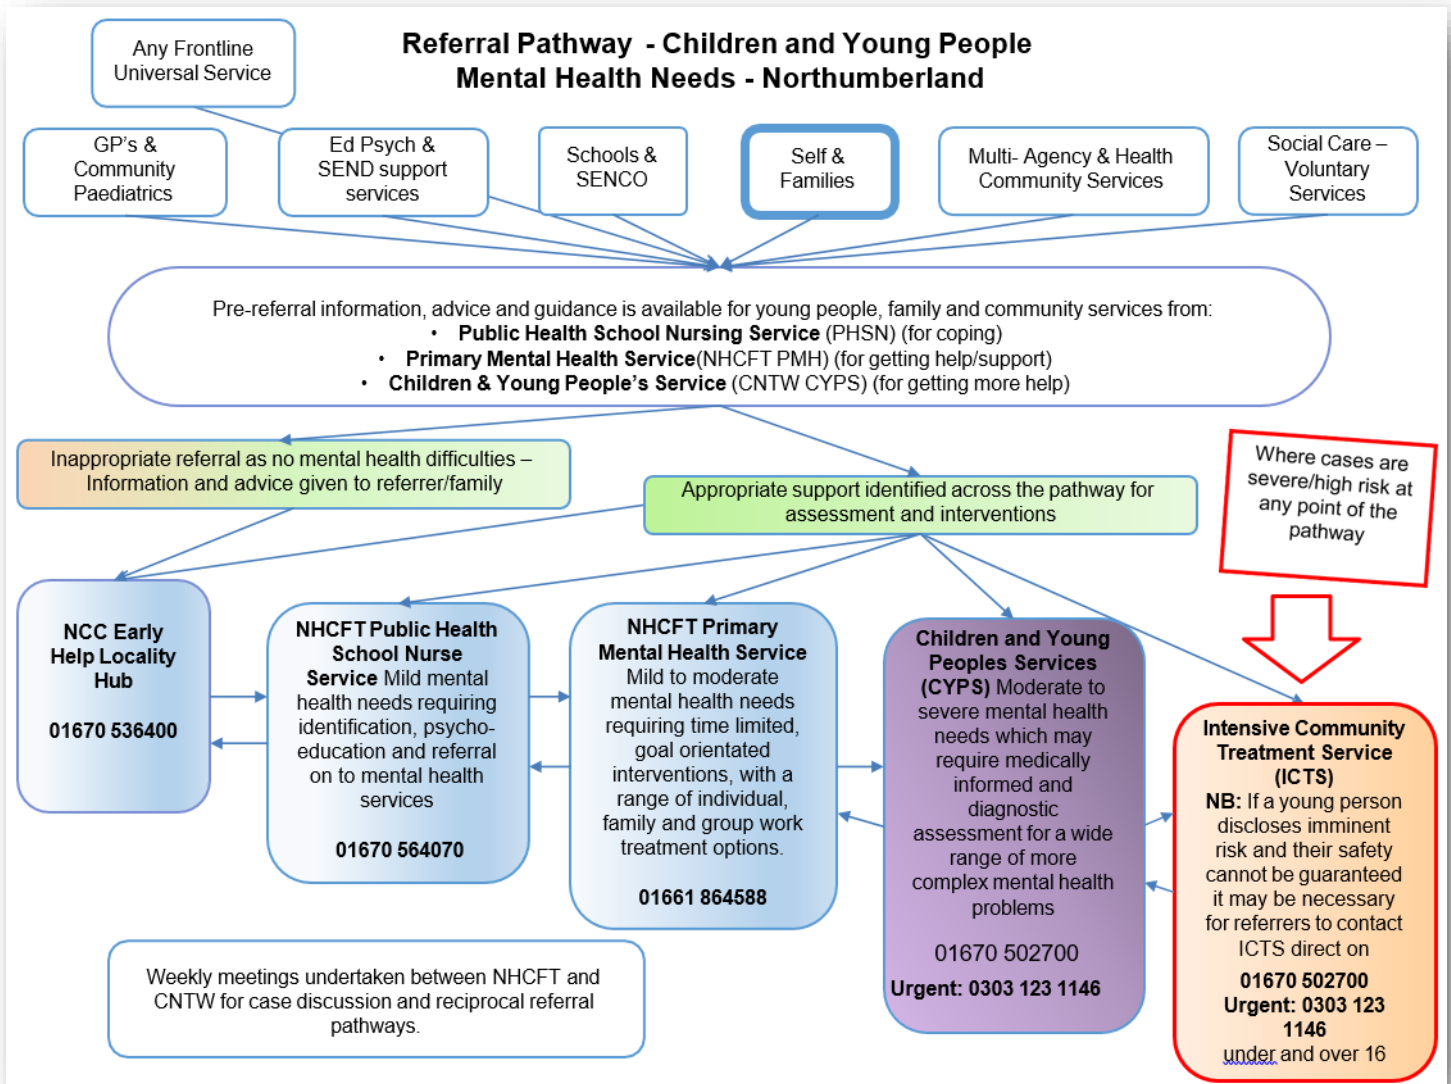 Any Frontline
Universal Service
Referral Pathway - Children and Young People
Mental Health Needs - Northumberland
GP's &
Community
Paediatrics
Ed Psych &
SEND support
services
Schools &
SENCO
Self &
Families
Multi- Agency & Health
Community Services
Social Care –
Voluntary
Services
Pre-referral information, advice and guidance is available for young people, family and community services from:
• Public Health School Nursing Service (PHSN) (for coping)
• Primary Mental Health Service(NHCFT PMH) (for getting help/support)
• Children & Young People's Service (CNTW CYPS) (for getting more help)
Inappropriate referral as no mental health difficulties –
Information and advice given to referrer/family
Appropriate support identified across the pathway for
assessment and interventions
Where cases are
severe/high risk at
any point of the
pathway
NCC Early
Help Locality
Hub
01670 536400
NHCFT Public Health
School Nurse
Service Mild mental
health needs requiring
identification, psycho-
education and referral
on to mental health
services
01670 564070
NHCFT Primary
Mental Health Service
Mild to moderate
mental health needs
requiring time limited,
goal orientated
interventions, with a
range of individual,
family and group work
treatment options.
01661 864588
Children and Young
Peoples Services
(CYPS) Moderate to
severe mental health
needs which may
require medically
informed and
diagnostic
assessment for a wide
range of more
complex mental health
problems
01670 502700
Urgent: 0303 123 1146
Intensive Community
Treatment Service
(ICTS)
NB: If a young person
discloses imminent
risk and their safety
cannot be guaranteed
it may be necessary
for referrers to contact
ICTS direct on
01670 502700
Urgent: 0303 123
1146
under and over 16
Weekly meetings undertaken between NHCFT and
CNTW for case discussion and reciprocal referral
pathways.